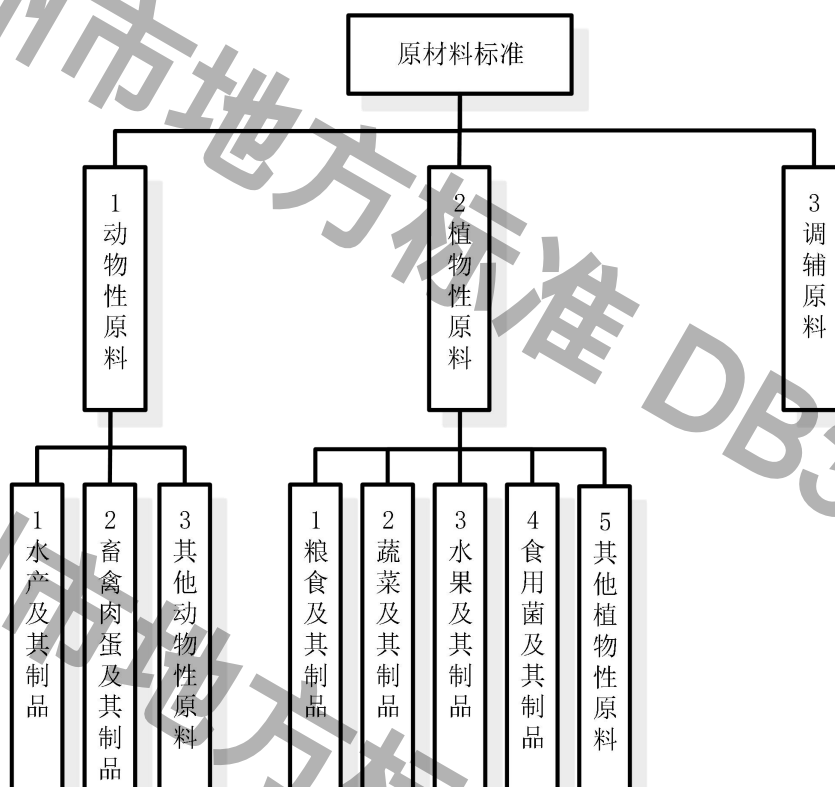 原材料标准
1动物性原料
2植物性原料
3调辅原料
1水产及其制品
2畜禽肉蛋及其制品
3其他动物性原料
1粮食及其制品
2蔬菜及其制品
3水果及其制品
4食用菌及其制品
5其他植物性原料
州市地方标准 DB3
州市地方标